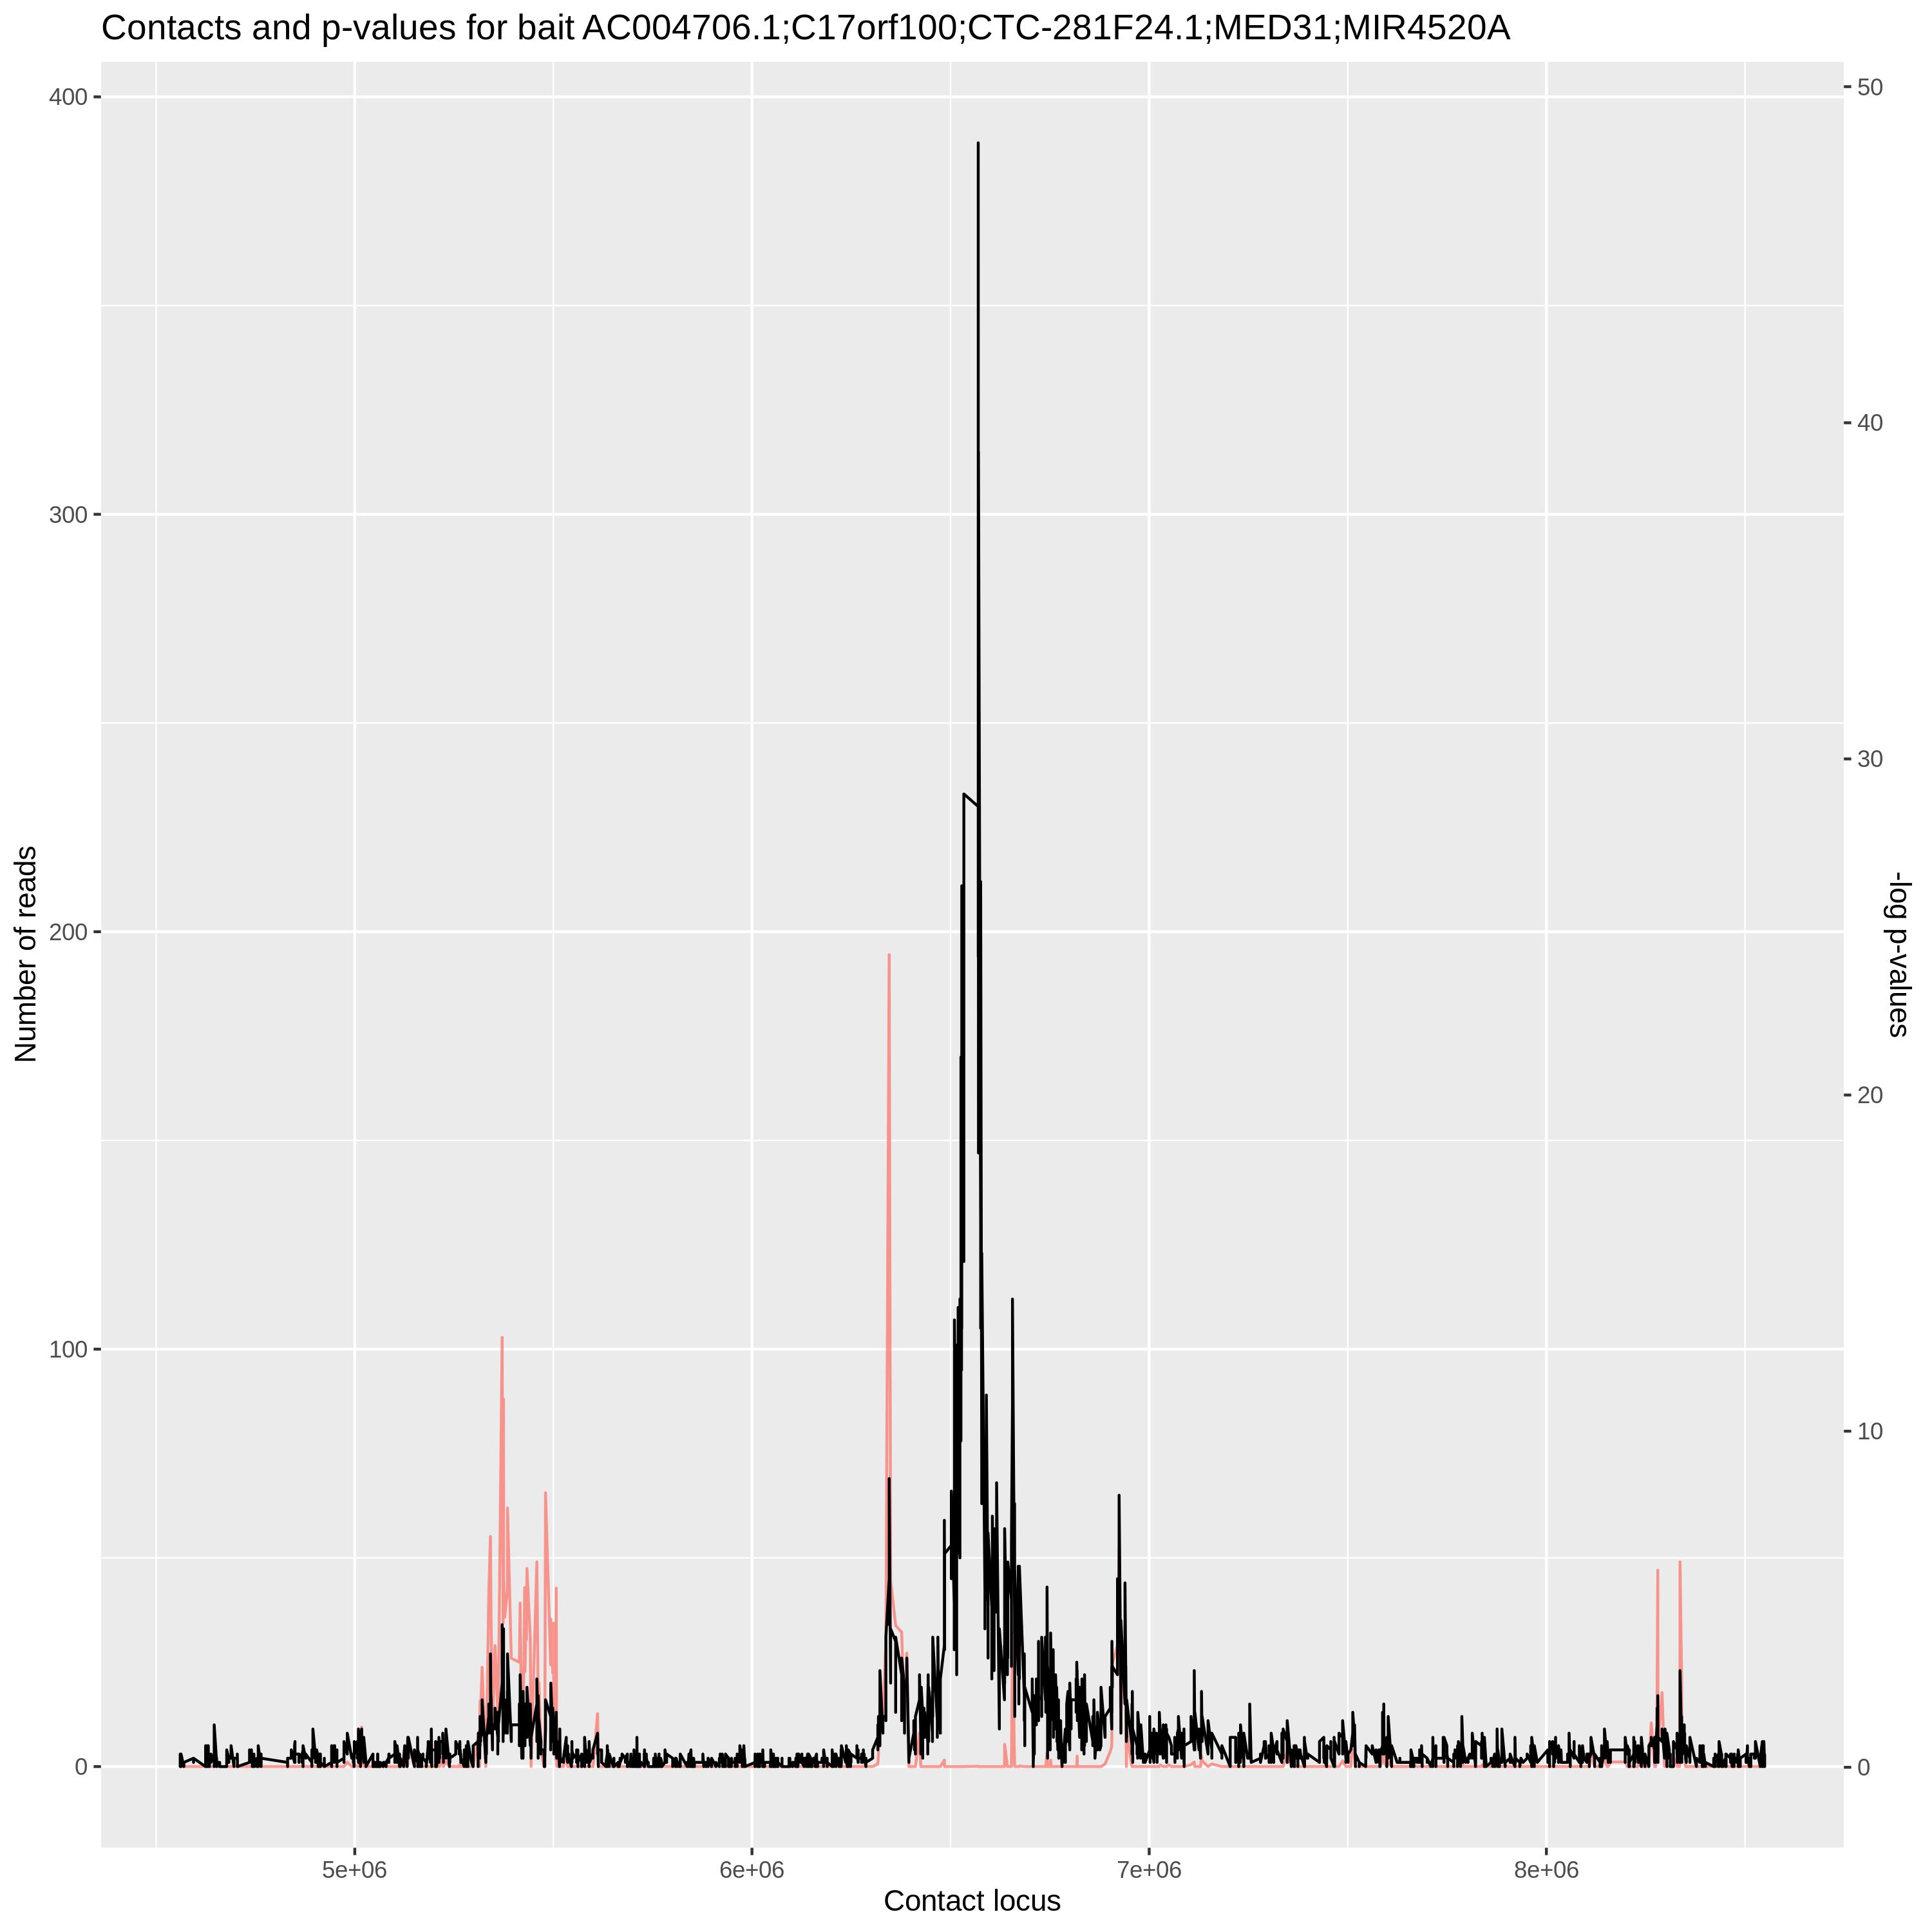 Contacts and p-values for bait AC004706.1;C17orf100;CTC-281F24.1;MED31;MIR4520A
400
300
200
100
0
Number of reads
50
40
30
20
10
0
-log p-values
5e+06
6e+06
7e+06
8e+06
Contact locus